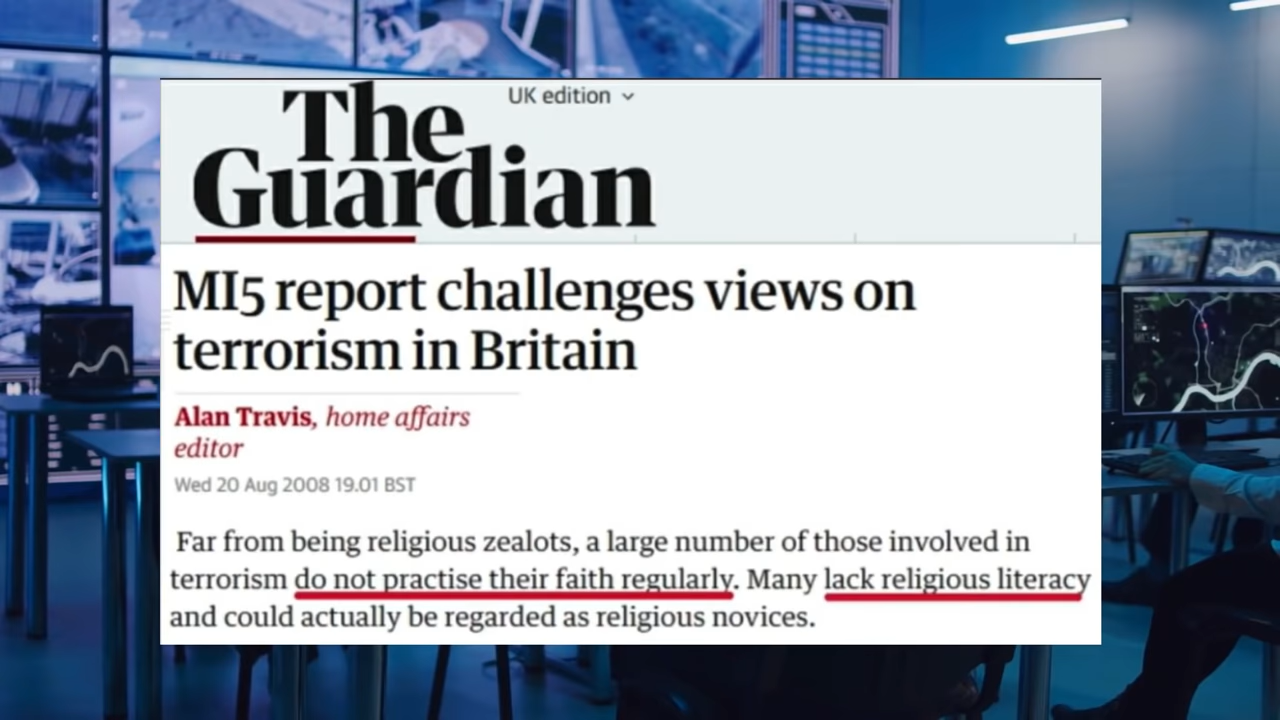 UK edition
The
Guardian
MI5 report challenges views on
terrorism in Britain
Alan Travis, home affairs
editor
Wed 20 Aug 2008 19.01 BST
Far from being religious zealots, a large number of those involved in
terrorism do not practise their faith regularly. Many lack religious literacy
and could actually be regarded as religious novices.